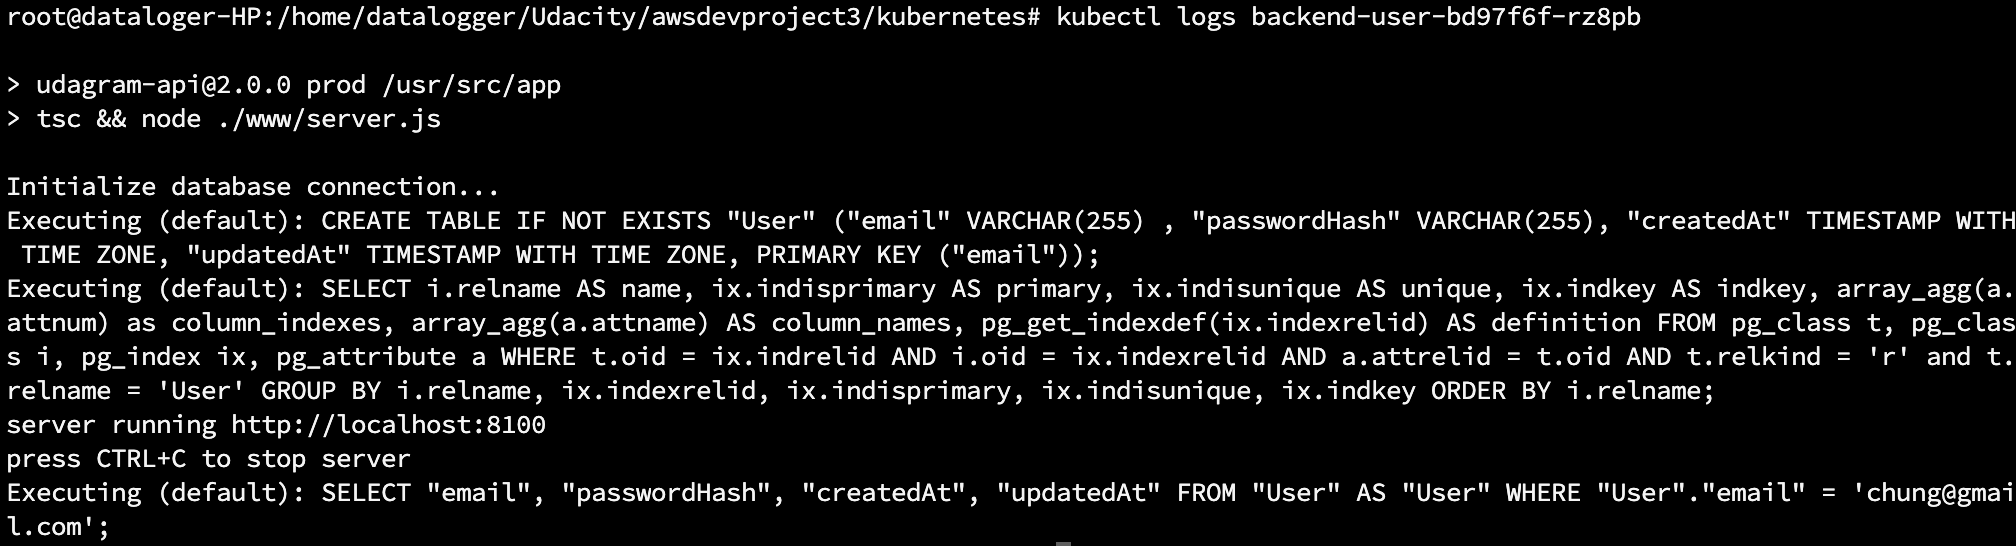 root@dataloger-HP:/home/datalogger/Udacity/awsdevproject3/kubernetes# kubectl logs backend-user-bd97f6f-rz8pb
> udagram-api@2.0.0 prod /usr/src/app
> tsc && node ./www/server.js
Initialize database connection...
Executing (default): CREATE TABLE IF NOT EXISTS "User" ("email" VARCHAR(255) , "passwordHash" VARCHAR(255), "createdAt" TIMESTAMP WITH
 TIME ZONE, "updatedAt" TIMESTAMP WITH TIME ZONE, PRIMARY KEY ("email"));
Executing (default): SELECT i.relname AS name, ix.indisprimary AS primary, ix.indisunique AS unique, ix.indkey AS indkey, array_agg(a.
attnum) as column_indexes, array_agg(a.attname) AS column_names, pg_get_indexdef(ix.indexrelid) AS definition FROM pg_class t, pg_clas
s i, pg_index ix, pg_attribute a WHERE t.oid = ix.indrelid AND i.oid = ix.indexrelid AND a.attrelid = t.oid AND t.relkind = 'r' and t.
relname = 'User' GROUP BY i.relname, ix.indexrelid, ix.indisprimary, ix.indisunique, ix.indkey ORDER BY i.relname;
server running http://localhost:8100
press CTRL+C to stop server
Executing (default): SELECT "email", "passwordHash", "createdAt", "updatedAt" FROM "User" AS "User" WHERE "User"."email" = 'chung@gmai
l.com';